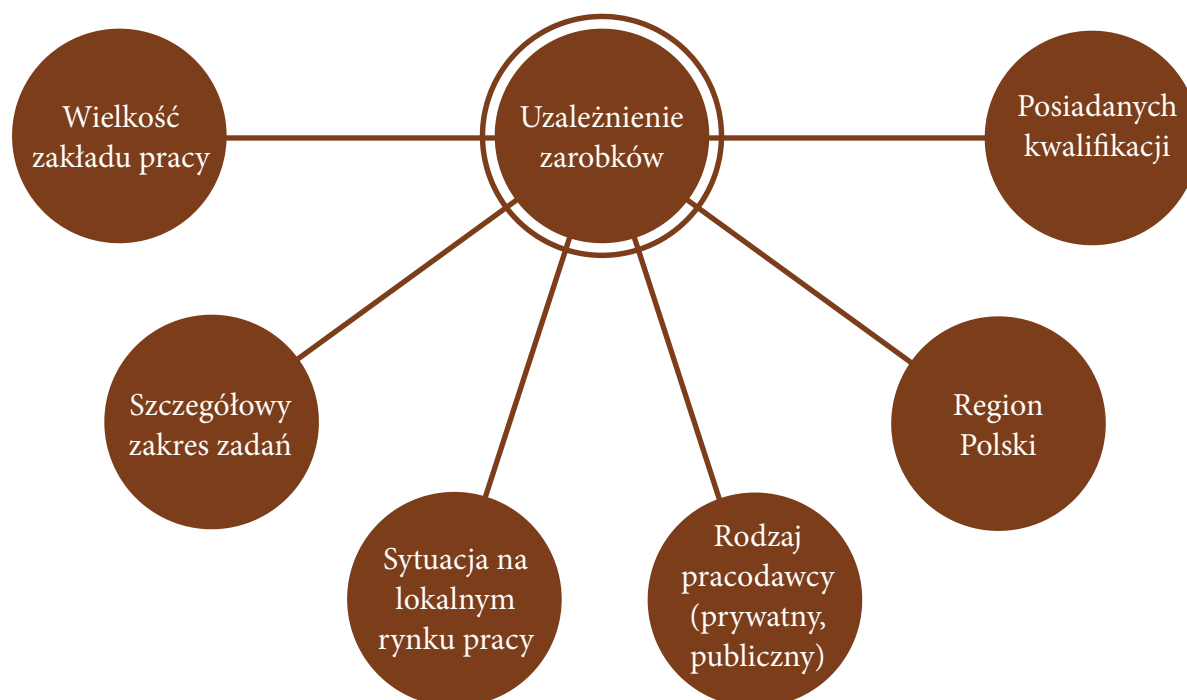 Wielkość
zakładu pracy
Uzależnienie
zarobków
Posiadanych
kwalifikacji
Szczegółowy
zakres zadań
Region
Polski
Sytuacja na
lokalnym
rynku pracy
Rodzaj
pracodawcy
(prywatny,
publiczny)